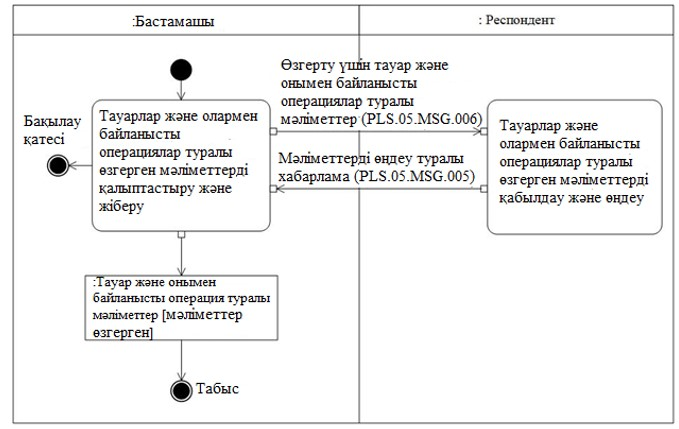 :Бастамашы
: Респондент
Өзгерту үшін тауар және
онымен байланысты
операциялар туралы
мәліметтер (PLS.05.MSG.006)
Бақылау
қатесі
Тауарлар және олармен
байланысты
операциялар туралы
өзгерген мәліметтерді
қалыптастыру және
жіберу
Мәліметтерді өңдеу туралы
хабарлама (PLS.05.MSG.005)
Тауарлар және
олармен байланысты
операциялар туралы
өзгерген мәліметтерді
қабылдау және өңдеу
:Тауар және онымен
байланысты операция туралы
мәліметтер [мәліметтер
өзгерген]
Табыс